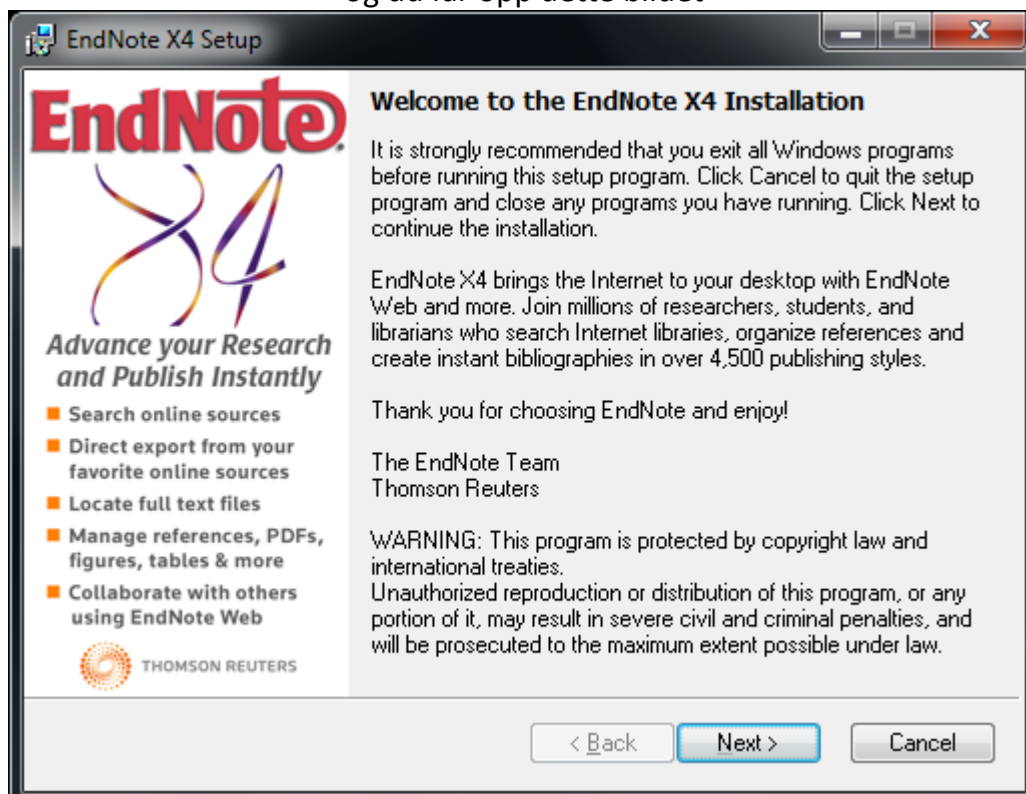 og du får opp dette bildet
EndNote X4 Setup
EndNote
X4
Advance your Research
and Publish Instantly
Search online sources
Direct export from your
favorite online sources
Locate full text files
Manage references, PDFs,
figures, tables & more
Collaborate with others
using EndNote Web
THOMSON REUTERS
Welcome to the EndNote X4 Installation
It is strongly recommended that you exit all Windows programs
before running this setup program. Click Cancel to quit the setup
program and close any programs you have running. Click Next to
continue the installation.
EndNote X4 brings the Internet to your desktop with EndNote
Web and more. Join millions of researchers, students, and
librarians who search Internet libraries, organize references and
create instant bibliographies in over 4,500 publishing styles.
Thank you for choosing EndNote and enjoy!
The EndNote Team
Thomson Reuters
WARNING: This program is protected by copyright law and
international treaties.
Unauthorized reproduction or distribution of this program, or any
portion of it, may result in severe civil and criminal penalties, and
will be prosecuted to the maximum extent possible under law.
< Back Next > Cancel